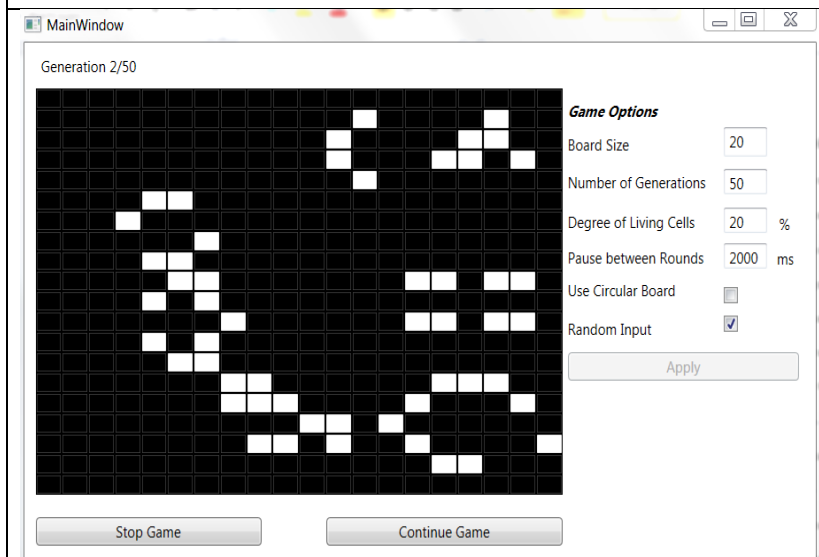 MainWindow
Generation 2/50
Game Options
Board Size 20
Number of Generations 50
Degree of Living Cells 20 %
Pause between Rounds 2000 ms
Use Circular Board
Random Input
Apply
Stop Game Continue Game